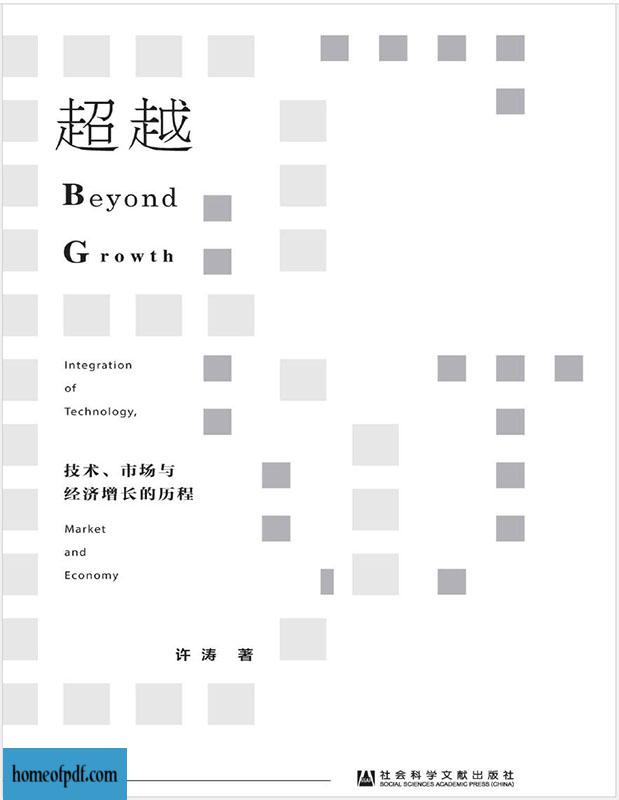 超越
Beyond
Growth
Integration
of
Technology,
技术、市场与
经济增长的历程
Market
and
Economy
许涛 著
homeofpdf.com
社会科学文献出版社
SOCIAL SCIENCES ACADEMIC PRESS (CHINA)